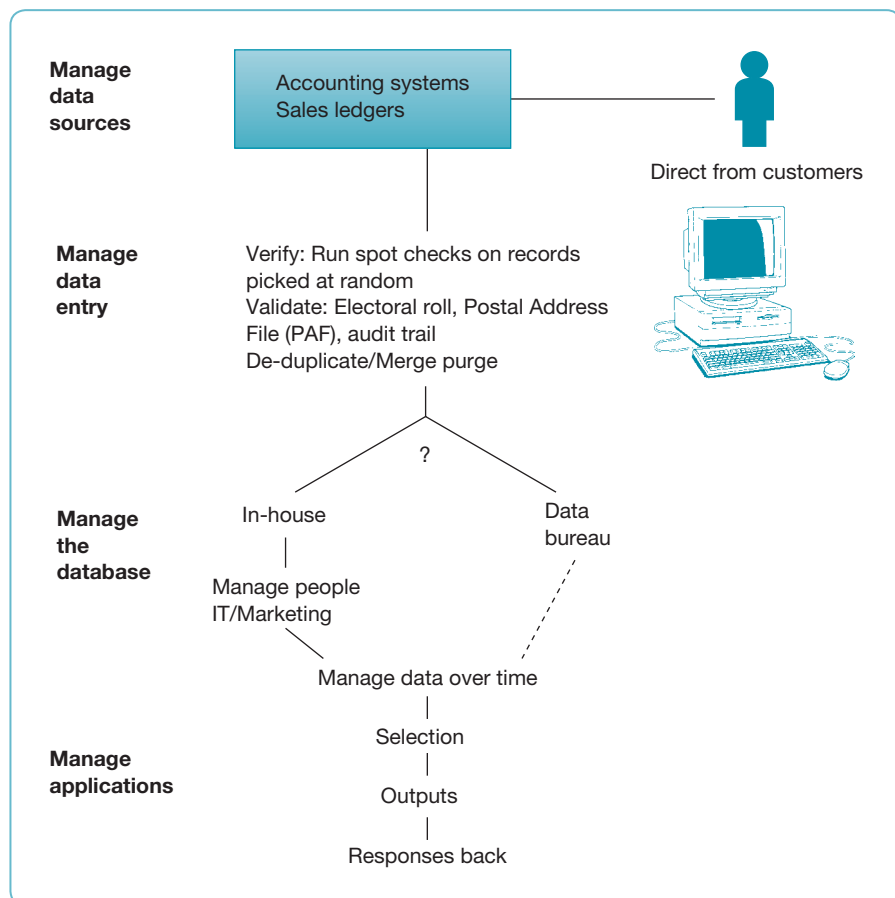 Manage
data
sources
Accounting systems
Sales ledgers
Direct from customers
Manage
data
entry
Verify: Run spot checks on records
picked at random
Validate: Electoral roll, Postal Address
File (PAF), audit trail
De-duplicate/Merge purge
?
Manage
the
database
In-house
Data
bureau
Manage people
IT/Marketing
Manage data over time
Manage
applications
Selection
Outputs
Responses back